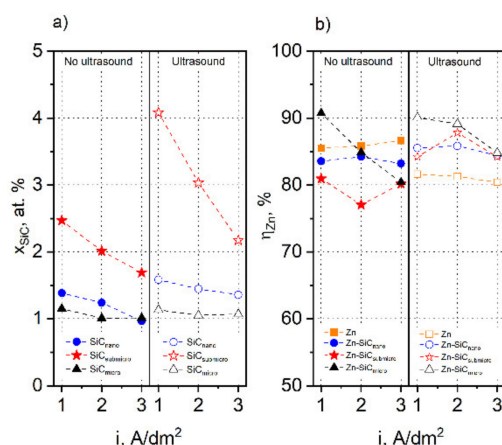 a)
No ultrasound
Ultrasound
x_SiC, at. %
5
4
3
2
1
0
SiC_nano
SiC_submicro
SiC_micro
SiC_nano
SiC_submicro
SiC_micro
1 2 3 1 2 3
i, A/dm²
b)
No ultrasound
Ultrasound
η_Zn, %
100
90
80
70
60
50
Zn
Zn-SiC_nano
Zn-SiC_submicro
Zn-SiC_micro
Zn
Zn-SiC_nano
Zn-SiC_submicro
Zn-SiC_micro
1 2 3 1 2 3
i, A/dm²